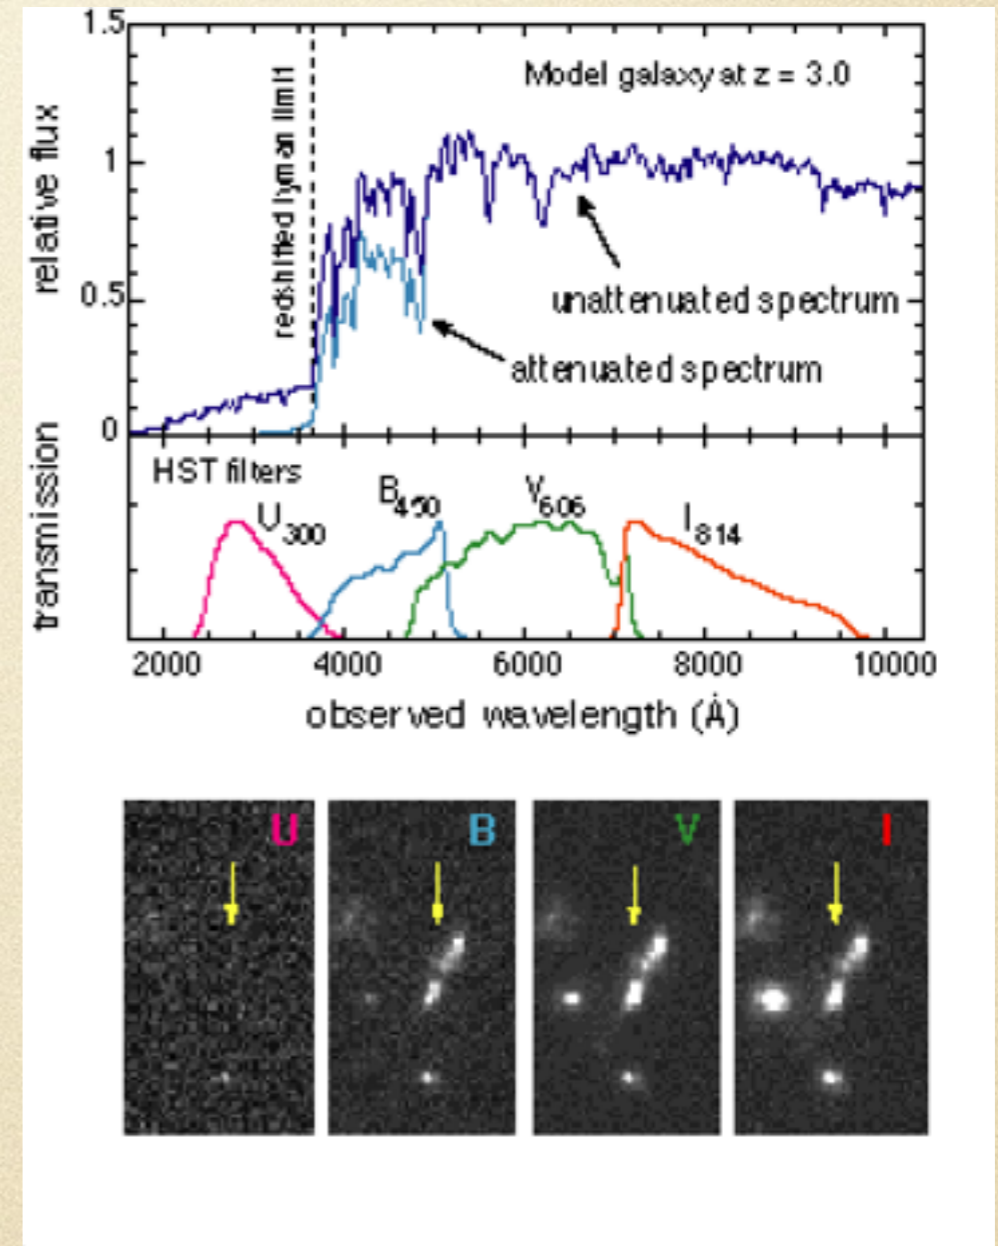 1.5
Model galaxy at z = 3.0
redshifted lyman limit
relative flux
1
unattenuated spectrum
0.5
attenuated spectrum
0
HST filters
transmission
U300
B450
V606
I814
2000 4000 6000 8000 10000
observed wavelength (Å)
U B V I